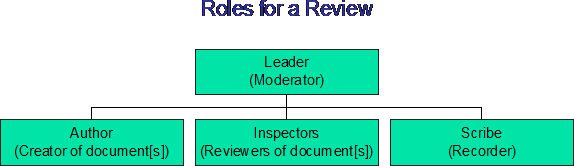 Roles for a Review
Leader
(Moderator)
Author
(Creator of document[s])
Inspectors
(Reviewers of document[s])
Scribe
(Recorder)